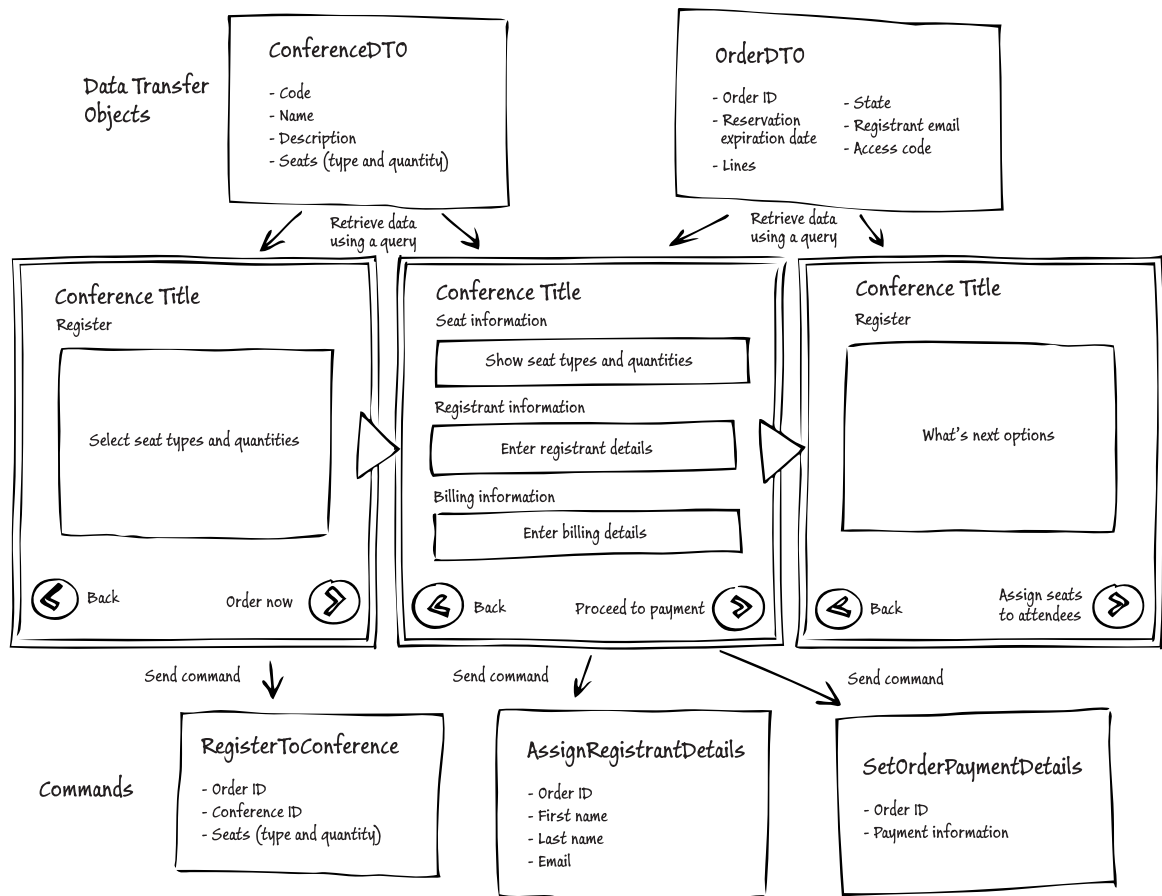 Data Transfer
Objects
ConferenceDTO
- Code
- Name
- Description
- Seats (type and quantity)
OrderDTO
- Order ID
- Reservation
expiration date
- Lines
- State
- Registrant email
- Access code
Retrieve data
using a query
Retrieve data
using a query
Conference Title
Register
Select seat types and quantities
Back
Order now
Conference Title
Seat information
Show seat types and quantities
Registrant information
Enter registrant details
Billing information
Enter billing details
Back
Proceed to payment
Conference Title
Register
What's next options
Back
Assign seats
to attendees
Send command
Send command
Send command
Commands
RegisterToConference
- Order ID
- Conference ID
- Seats (type and quantity)
AssignRegistrantDetails
- Order ID
- First name
- Last name
- Email
SetOrderPaymentDetails
- Order ID
- Payment information